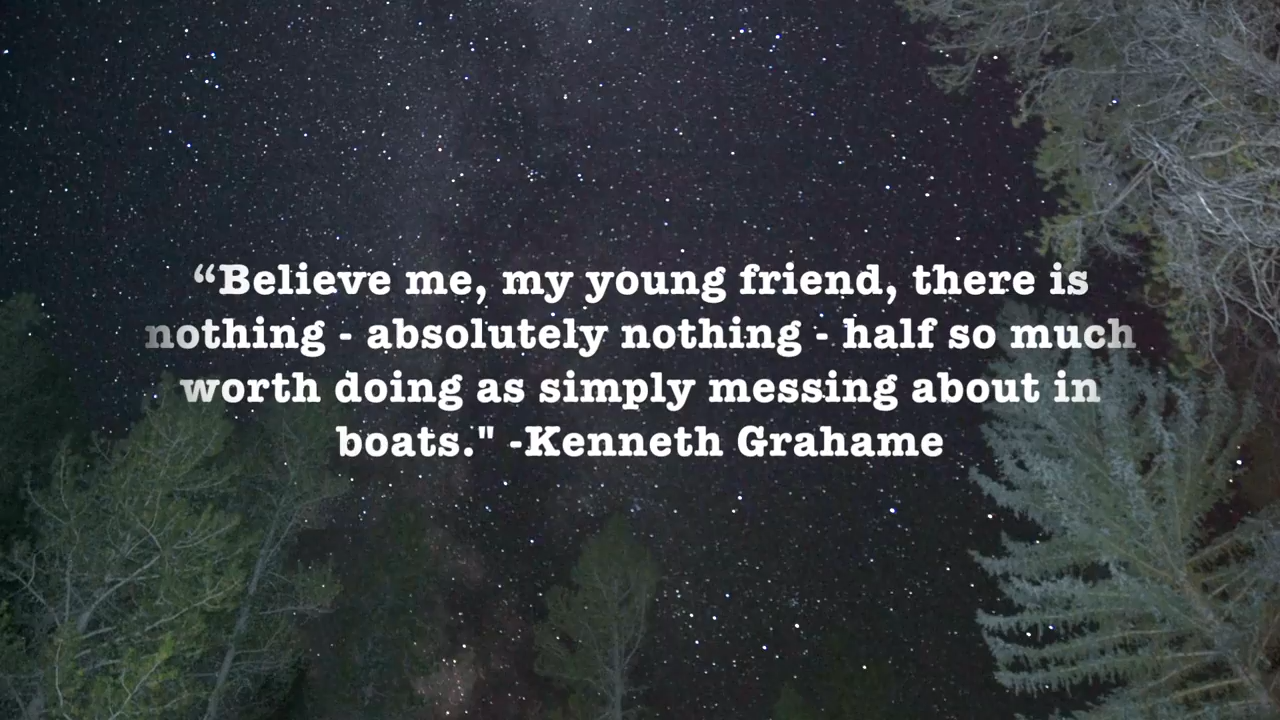 “Believe me, my young friend, there is
nothing - absolutely nothing - half so much
worth doing as simply messing about in
boats." -Kenneth Grahame